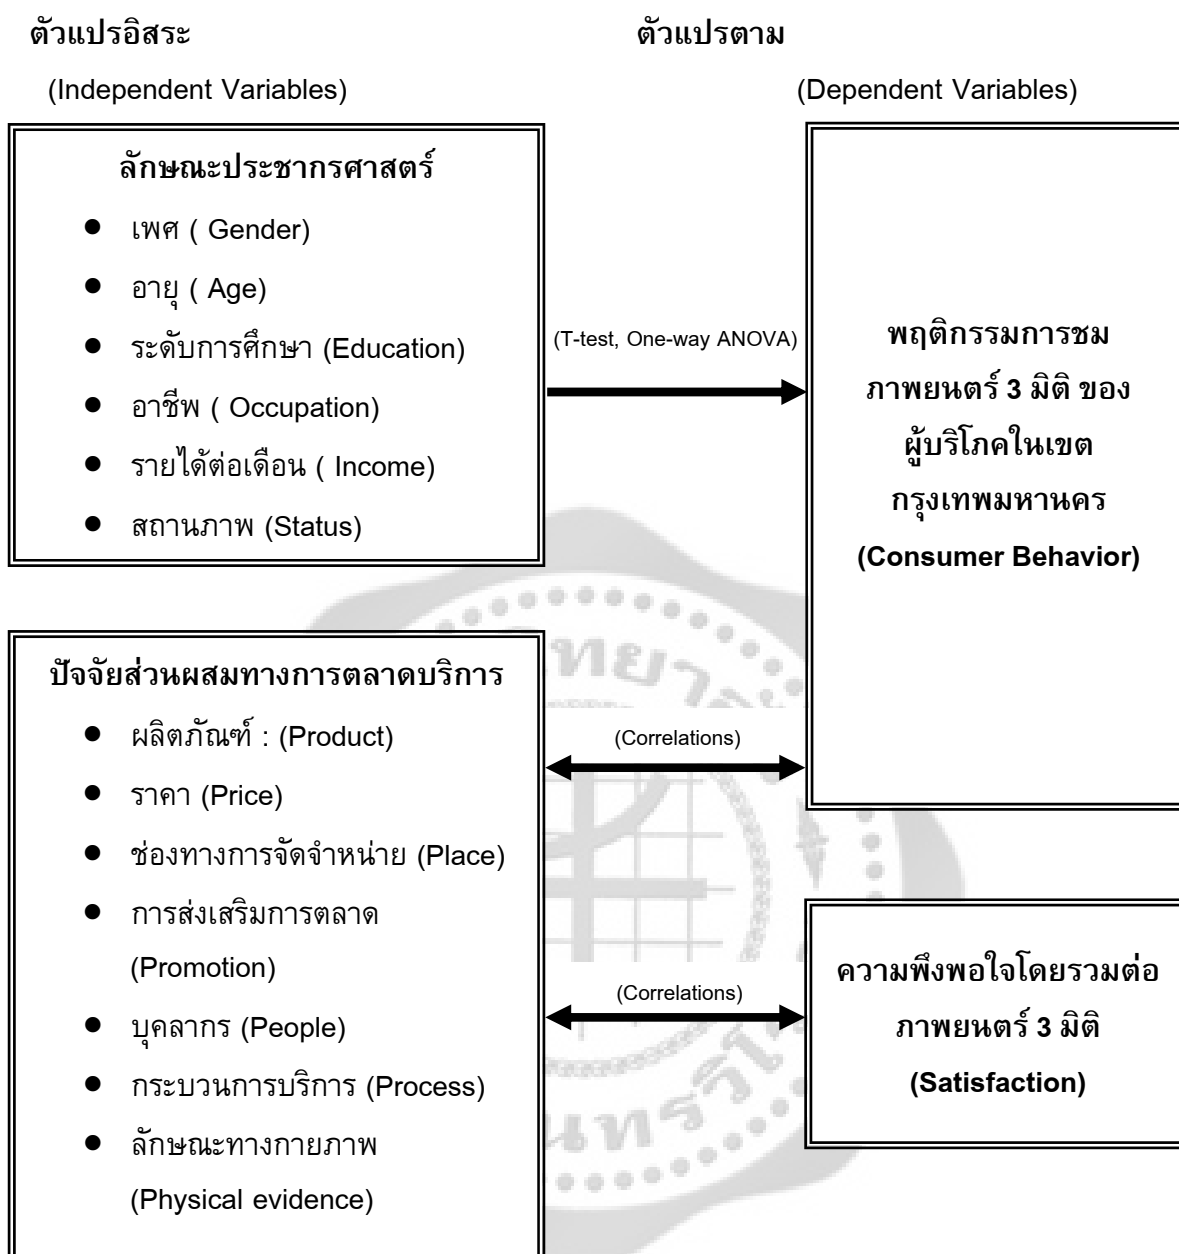 ตัวแปรอิสระ
(Independent Variables)
ตัวแปรตาม
(Dependent Variables)
ลักษณะประชากรศาสตร์
● เพศ ( Gender)
● อายุ ( Age)
● ระดับการศึกษา (Education)
● อาชีพ ( Occupation)
● รายได้ต่อเดือน ( Income)
● สถานภาพ (Status)
(T-test, One-way ANOVA)
พฤติกรรมการชม
ภาพยนตร์ 3 มิติ ของ
ผู้บริโภคในเขต
กรุงเทพมหานคร
(Consumer Behavior)
ปัจจัยส่วนผสมทางการตลาดบริการ
● ผลิตภัณฑ์ : (Product)
● ราคา (Price)
● ช่องทางการจัดจำหน่าย (Place)
● การส่งเสริมการตลาด
(Promotion)
● บุคลากร (People)
● กระบวนการบริการ (Process)
● ลักษณะทางกายภาพ
(Physical evidence)
(Correlations)
(Correlations)
ความพึงพอใจโดยรวมต่อ
ภาพยนตร์ 3 มิติ
(Satisfaction)